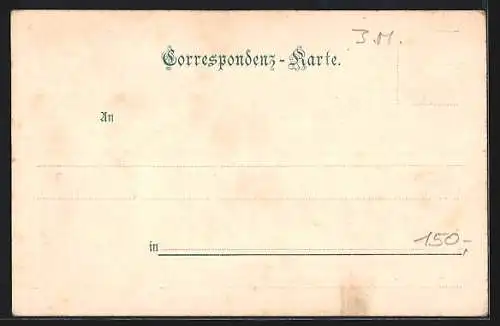 3 M.
Correspondenz-Karte.
An
in
150,-